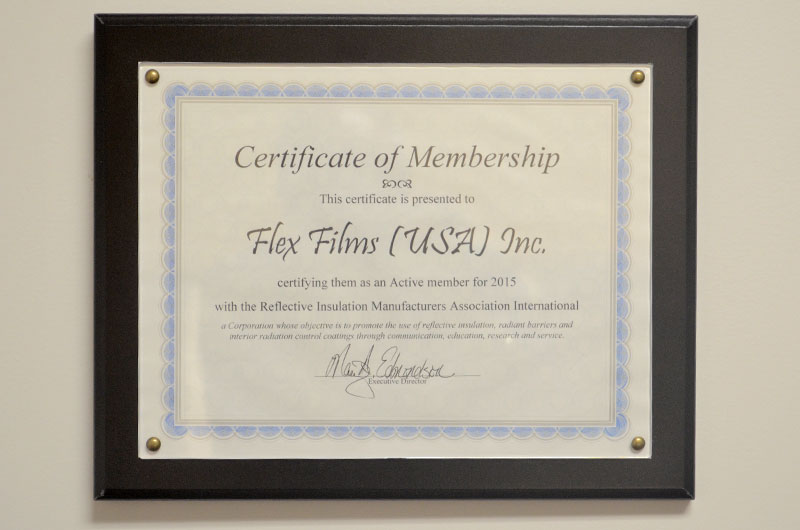 Certificate of Membership
This certificate is presented to
Flex Films (USA) Inc.
certifying them as an Active member for 2015
with the Reflective Insulation Manufacturers Association International
a Corporation whose objective is to promote the use of reflective insulation, radiant barriers and
interior radiation control coatings through communication, education, research and service.
Edmondson
Executive Director